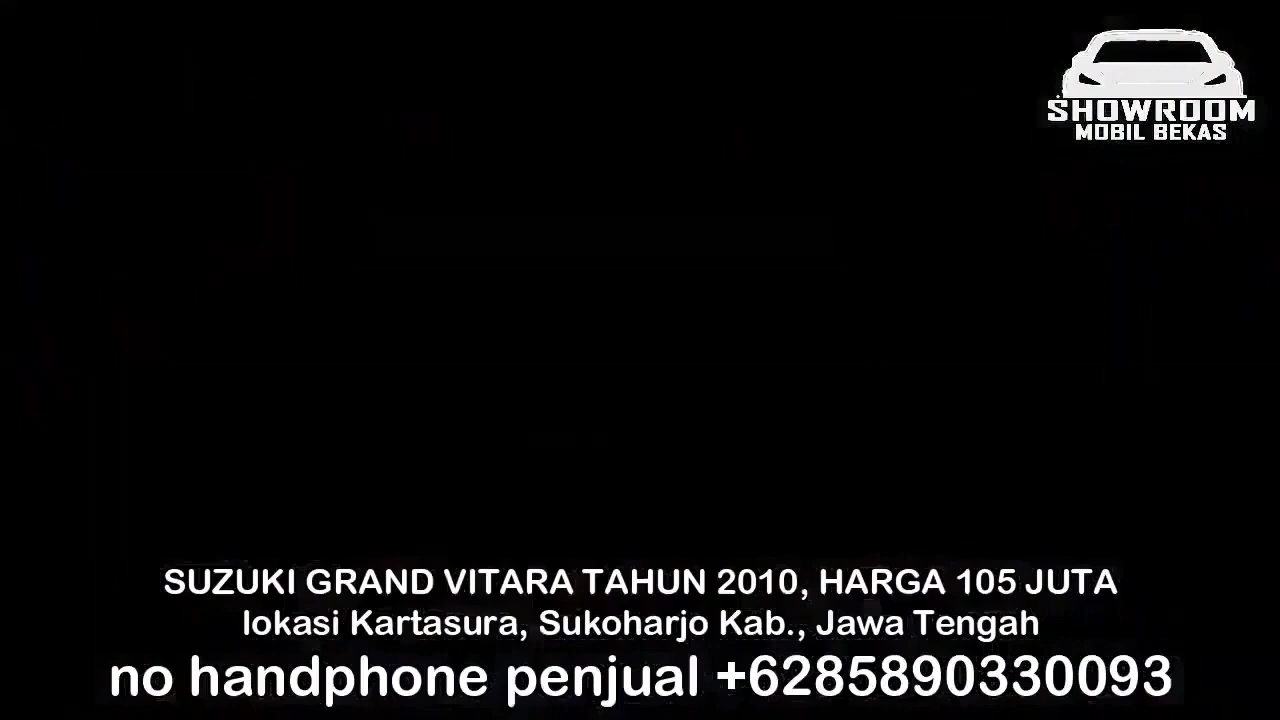 SHOWROOM
MOBIL BEKAS
SUZUKI GRAND VITARA TAHUN 2010, HARGA 105 JUTA
lokasi Kartasura, Sukoharjo Kab., Jawa Tengah
no handphone penjual +6285890330093